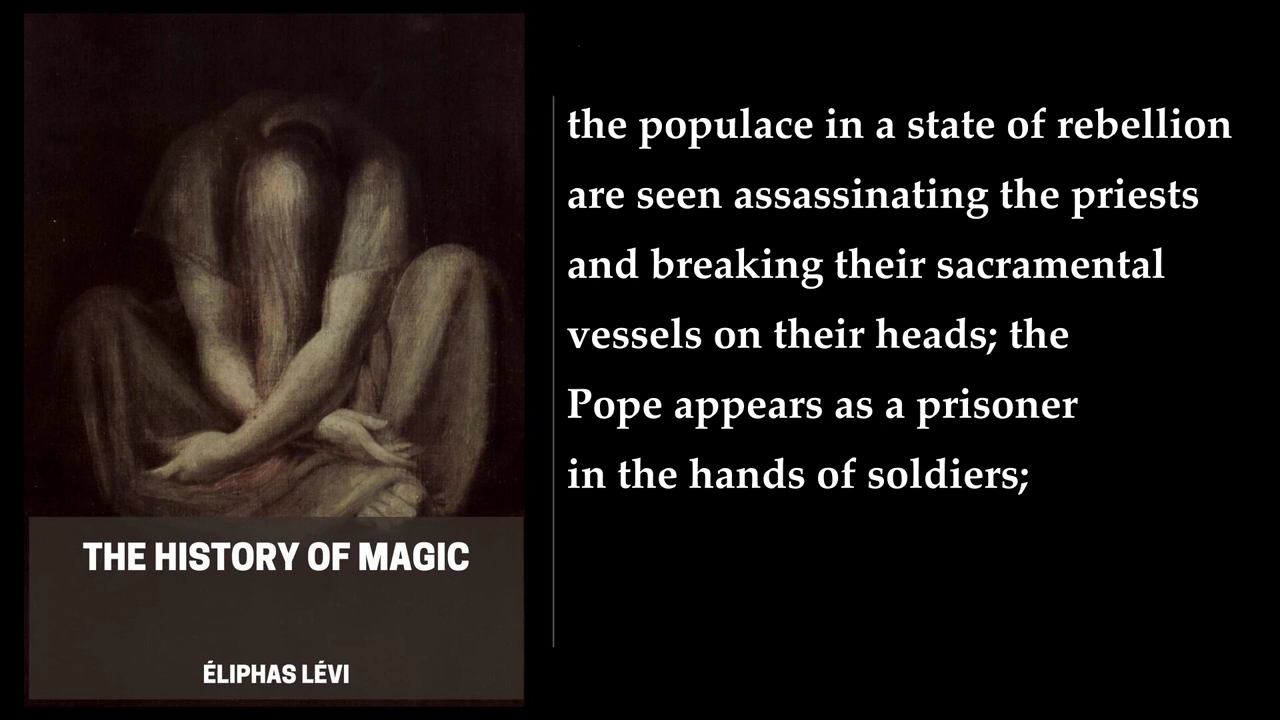 the populace in a state of rebellion
are seen assassinating the priests
and breaking their sacramental
vessels on their heads; the
Pope appears as a prisoner
in the hands of soldiers;
THE HISTORY OF MAGIC
ÉLIPHAS LÉVI